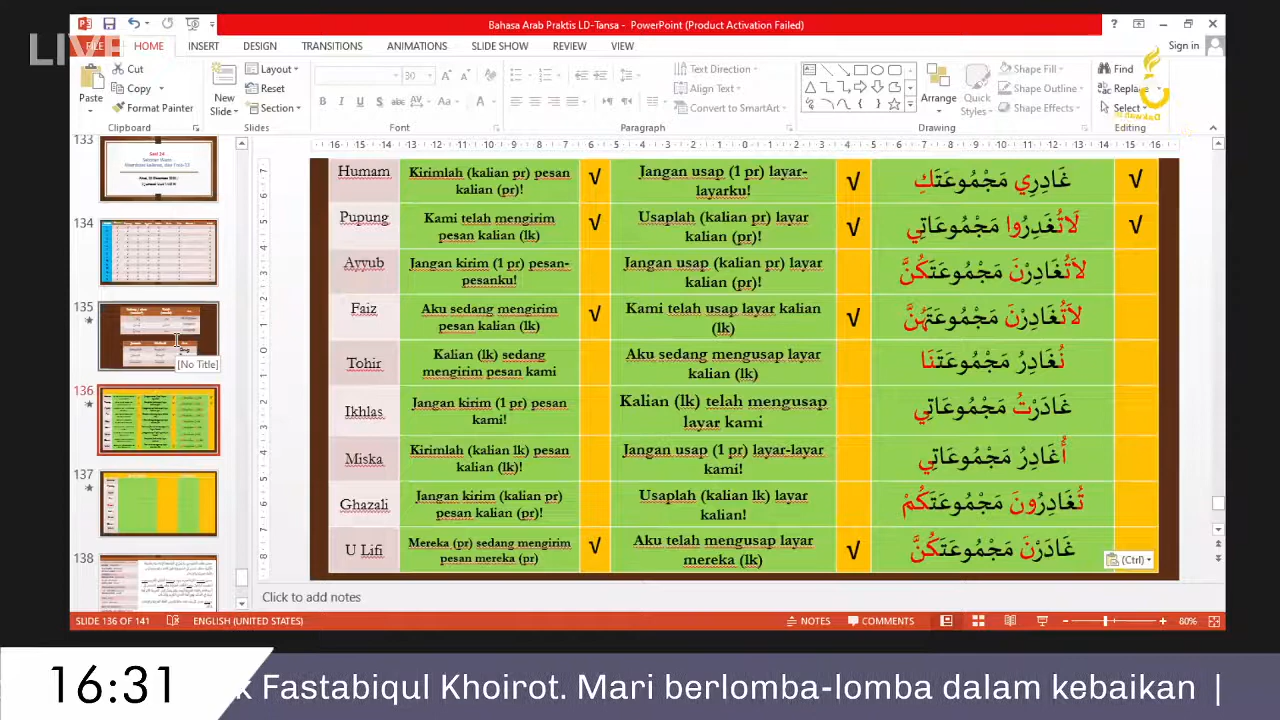 LIVE
Bahasa Arab Praktis LD-Tansa - PowerPoint (Product Activation Failed)
FILE HOME INSERT DESIGN TRANSITIONS ANIMATIONS SLIDE SHOW REVIEW VIEW Sign in
Paste Cut Copy Format Painter
Clipboard
New Slide Layout Reset Section
Slides
30
Font
Text Direction Align Text Convert to SmartArt
Paragraph
Arrange Quick Styles Shape Fill Shape Outline Shape Effects
Drawing
Find Replace Select
Editing
133
134
135
[No Title]
136
137
138
Humam Kirimlah (kalian pr) pesan kalian (pr)! √ Jangan usap (1 pr) layar-layarku! √ غَادِرِي مَجْمُوعَتَكِ √
Pupung Kami telah mengirim pesan kalian (lk) √ Usaplah (kalian pr) layar kalian (pr)! √ لَاتُغَدِرُوا مَجْمُوعَاتِي √
Ayyub Jangan kirim (1 pr) pesan-pesanku! Jangan usap (kalian pr) layar kalian (pr)! لَاتُغَادِرْنَ مَجْمُوعَتَكُنَّ
Faiz Aku sedang mengirim pesan kalian (lk) √ Kami telah usap layar kalian (lk) √ لَاتُغَادِرْنَ مَجْمُوعَتَهُنَّ
Tohir Kalian (lk) sedang mengirim pesan kami Aku sedang mengusap layar kalian (lk) نُغَادِرُ مَجْمُوعَتَنَا
Ikhlas Jangan kirim (1 pr) pesan kami! Kalian (lk) telah mengusap layar kami غَادَرْتُ مَجْمُوعَاتِي
Miska Kirimlah (kalian lk) pesan kalian (lk)! Jangan usap (1 pr) layar-layar kami! أُغَادِرُ مَجْمُوعَاتِي
Ghazali Jangan kirim (kalian pr) pesan kalian (pr)! Usaplah (kalian lk) layar kalian! تُغَادِرُونَ مَجْمُوعَتَكُمْ
U Lifi Mereka (pr) sedang mengirim pesan mereka (pr) √ Aku telah mengusap layar mereka (lk) √ غَادَرْنَ مَجْمُوعَتَكُنَّ
(Ctrl)
Click to add notes
SLIDE 136 OF 141 ENGLISH (UNITED STATES) NOTES COMMENTS 80%
16:31 k Fastabiqul Khoirot. Mari berlomba-lomba dalam kebaikan |